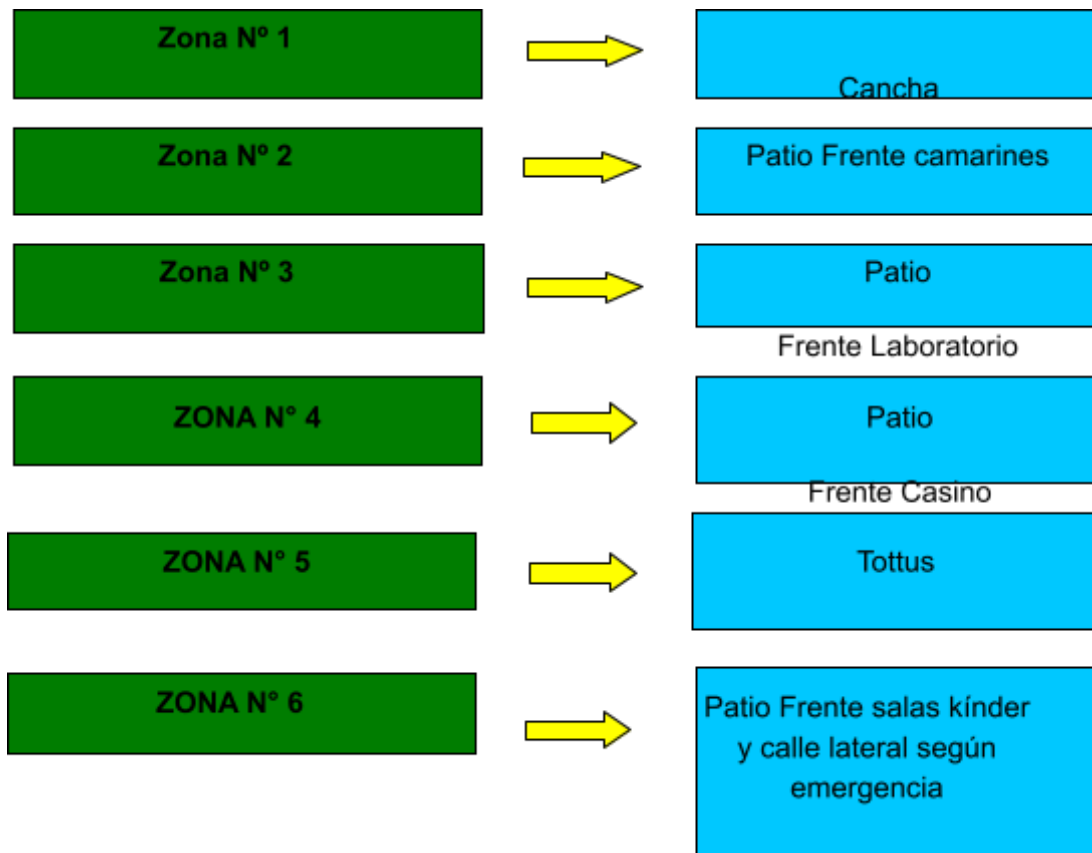 Zona Nº 1
Cancha
Zona Nº 2
Patio Frente camarines
Zona Nº 3
Patio
Frente Laboratorio
ZONA N° 4
Patio
Frente Casino
ZONA N° 5
Tottus
ZONA N° 6
Patio Frente salas kínder
y calle lateral según
emergencia